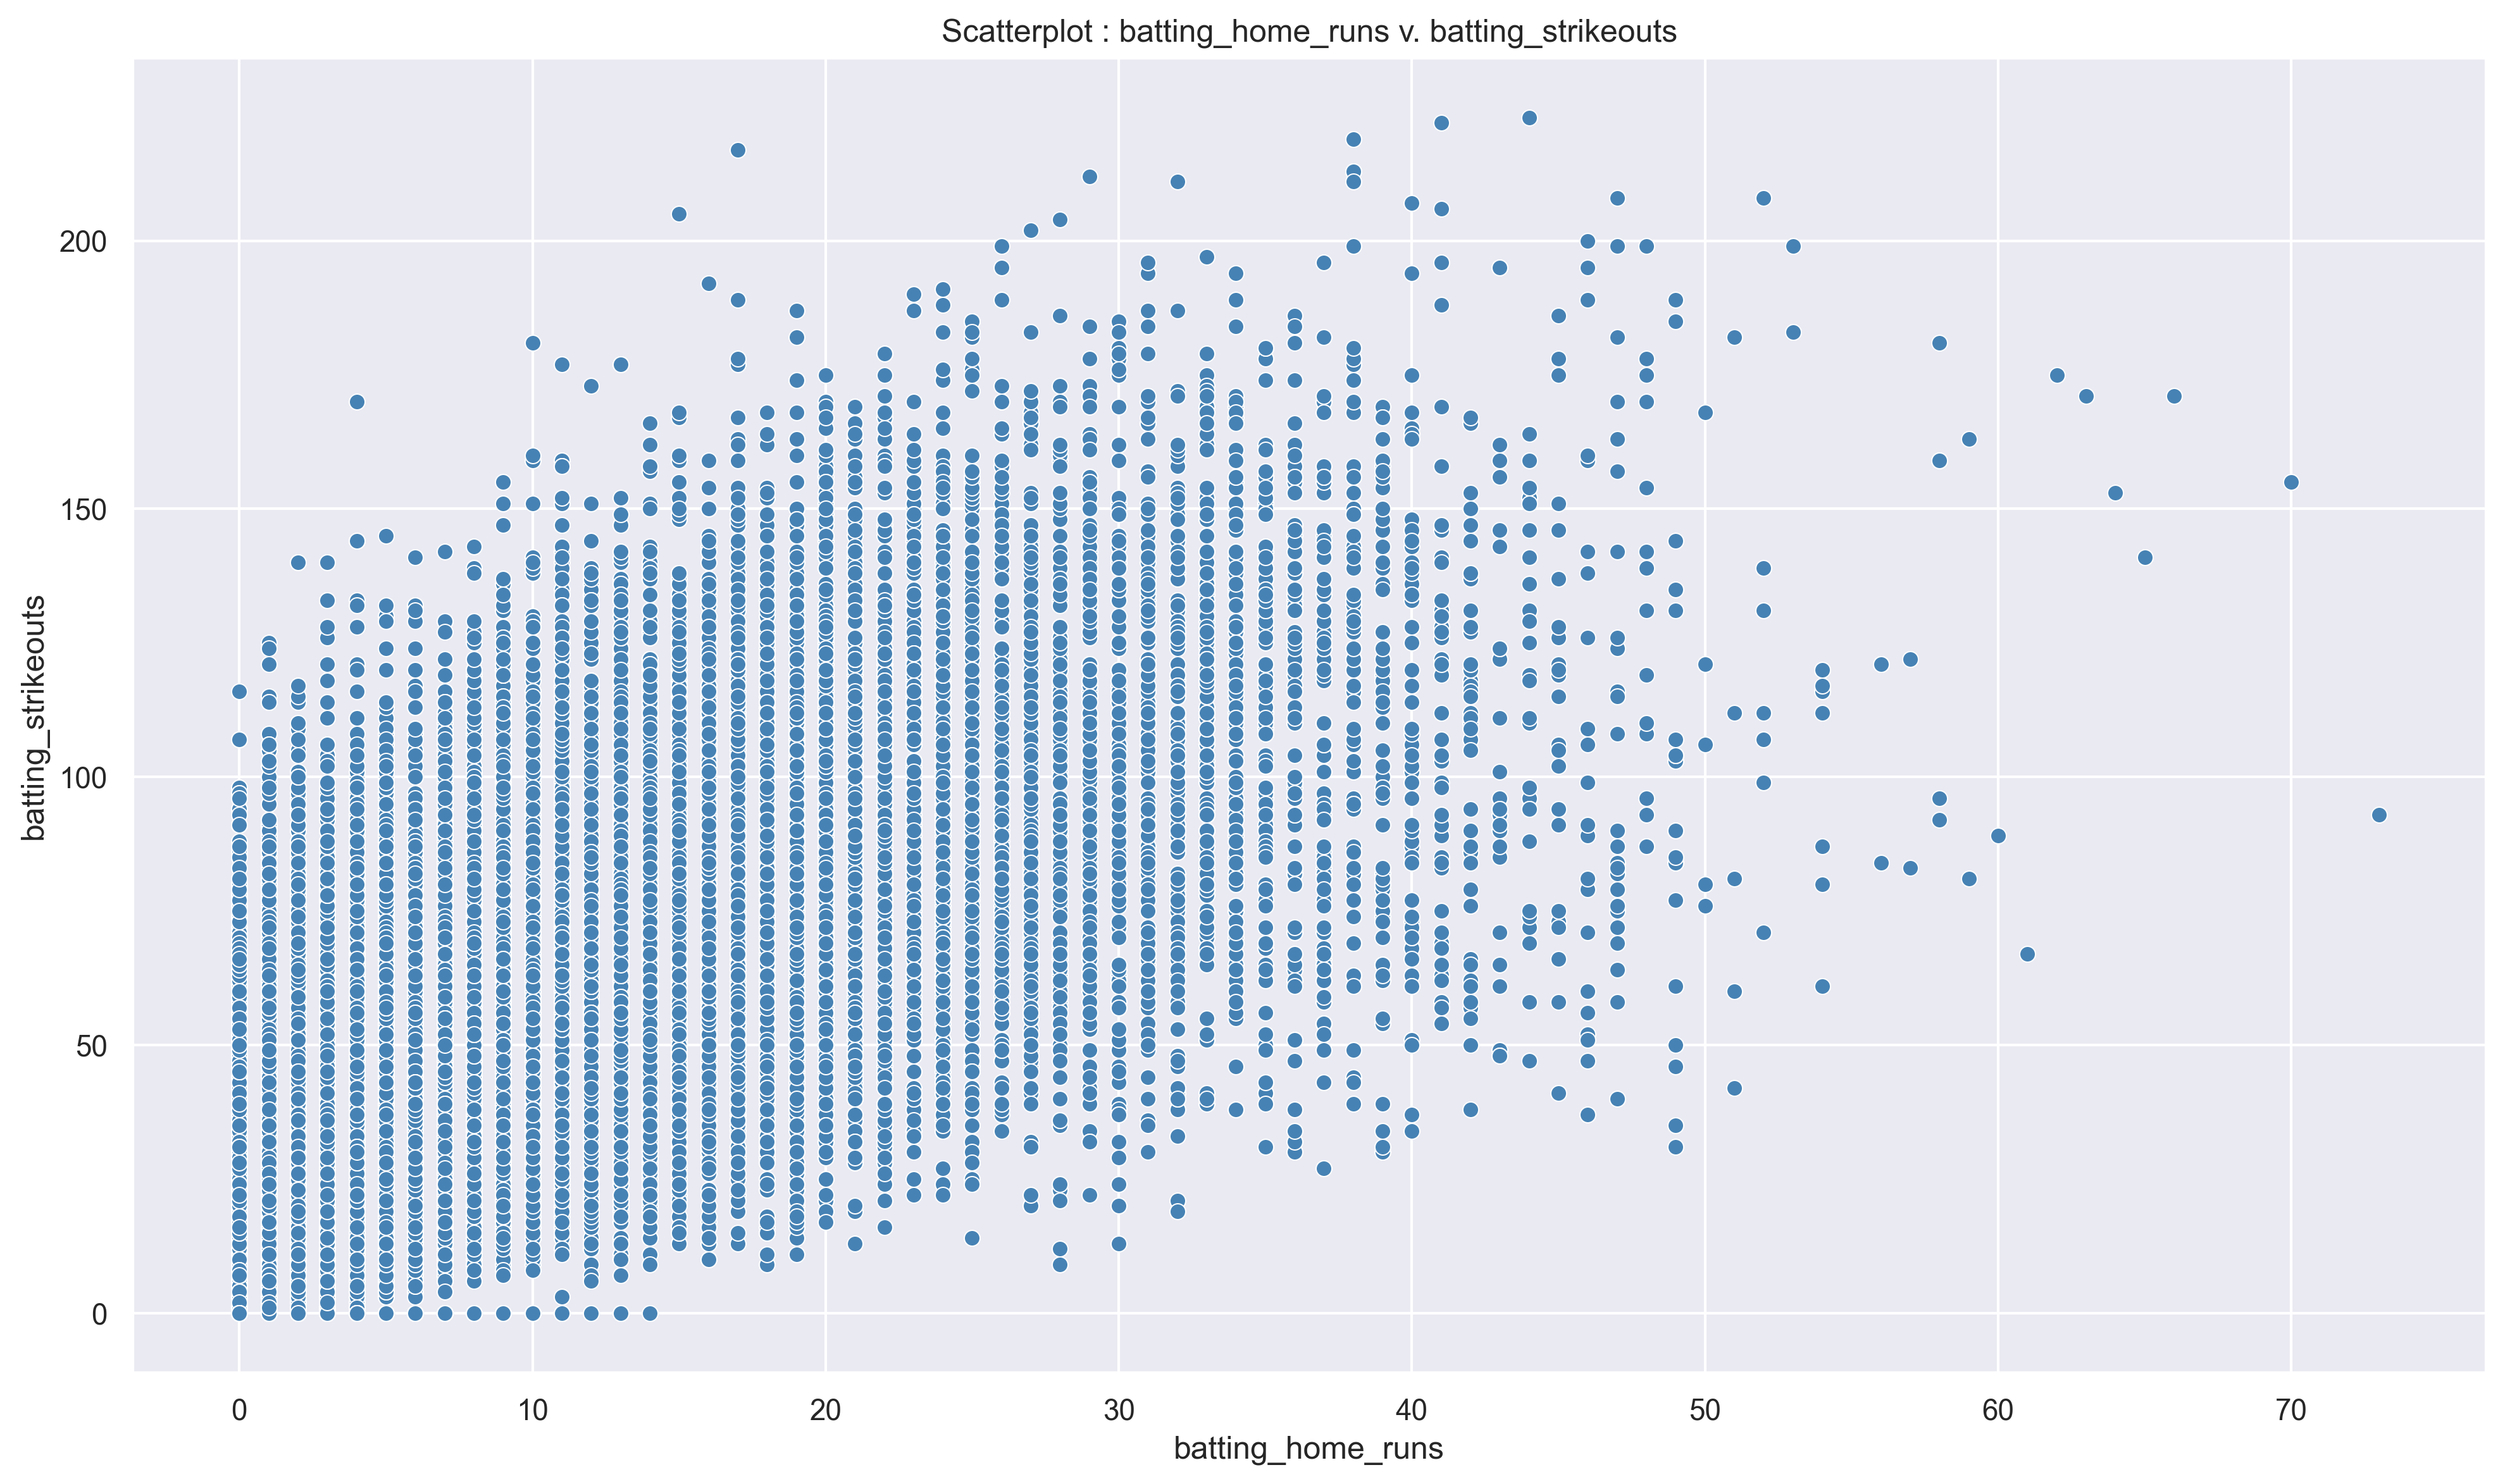 Scatterplot : batting_home_runs v. batting_strikeouts
batting_strikeouts
200
150
100
50
0
0 10 20 30 40 50 60 70
batting_home_runs